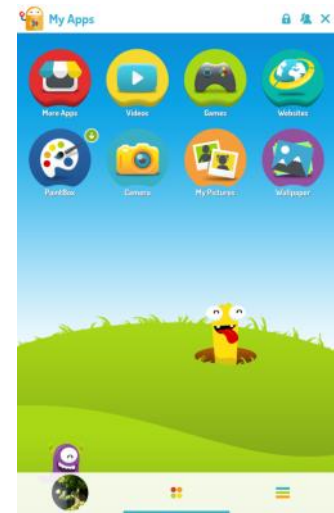 My Apps
More Apps
Videos
Games
Websites
PaintBox
Camera
My Pictures
Wallpaper